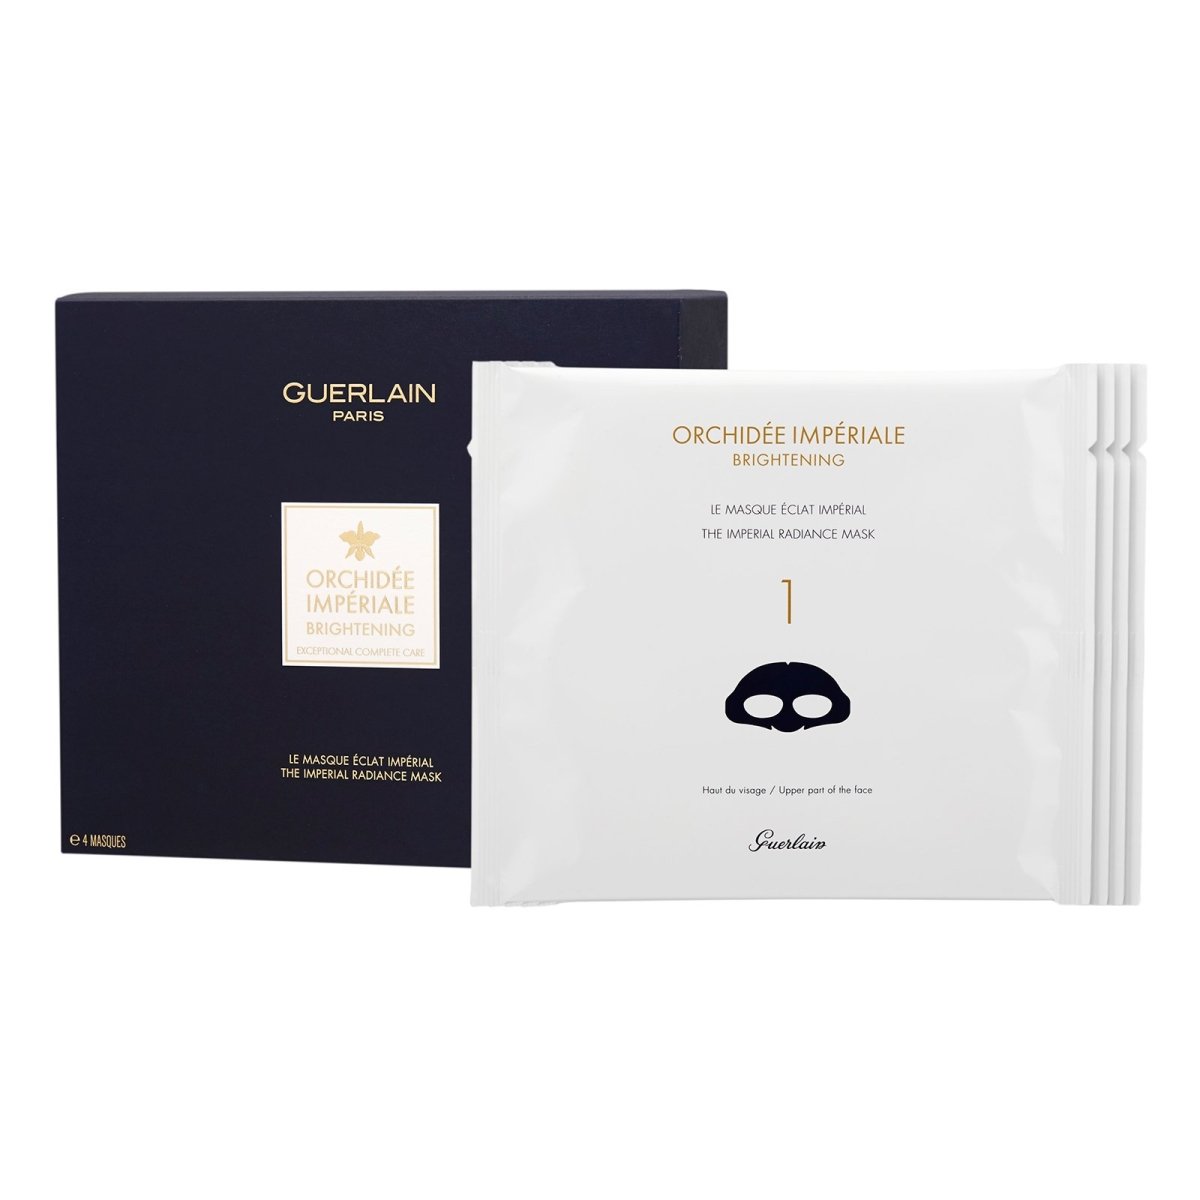 GUERLAIN
PARIS
ORCHIDÉE
IMPÉRIALE
BRIGHTENING
EXCEPTIONAL COMPLETE CARE
LE MASQUE ÉCLAT IMPÉRIAL
THE IMPERIAL RADIANCE MASK
℮ 4 MASQUES
ORCHIDÉE IMPÉRIALE
BRIGHTENING
LE MASQUE ÉCLAT IMPÉRIAL
THE IMPERIAL RADIANCE MASK
1
Haut du visage / Upper part of the face
Guerlain